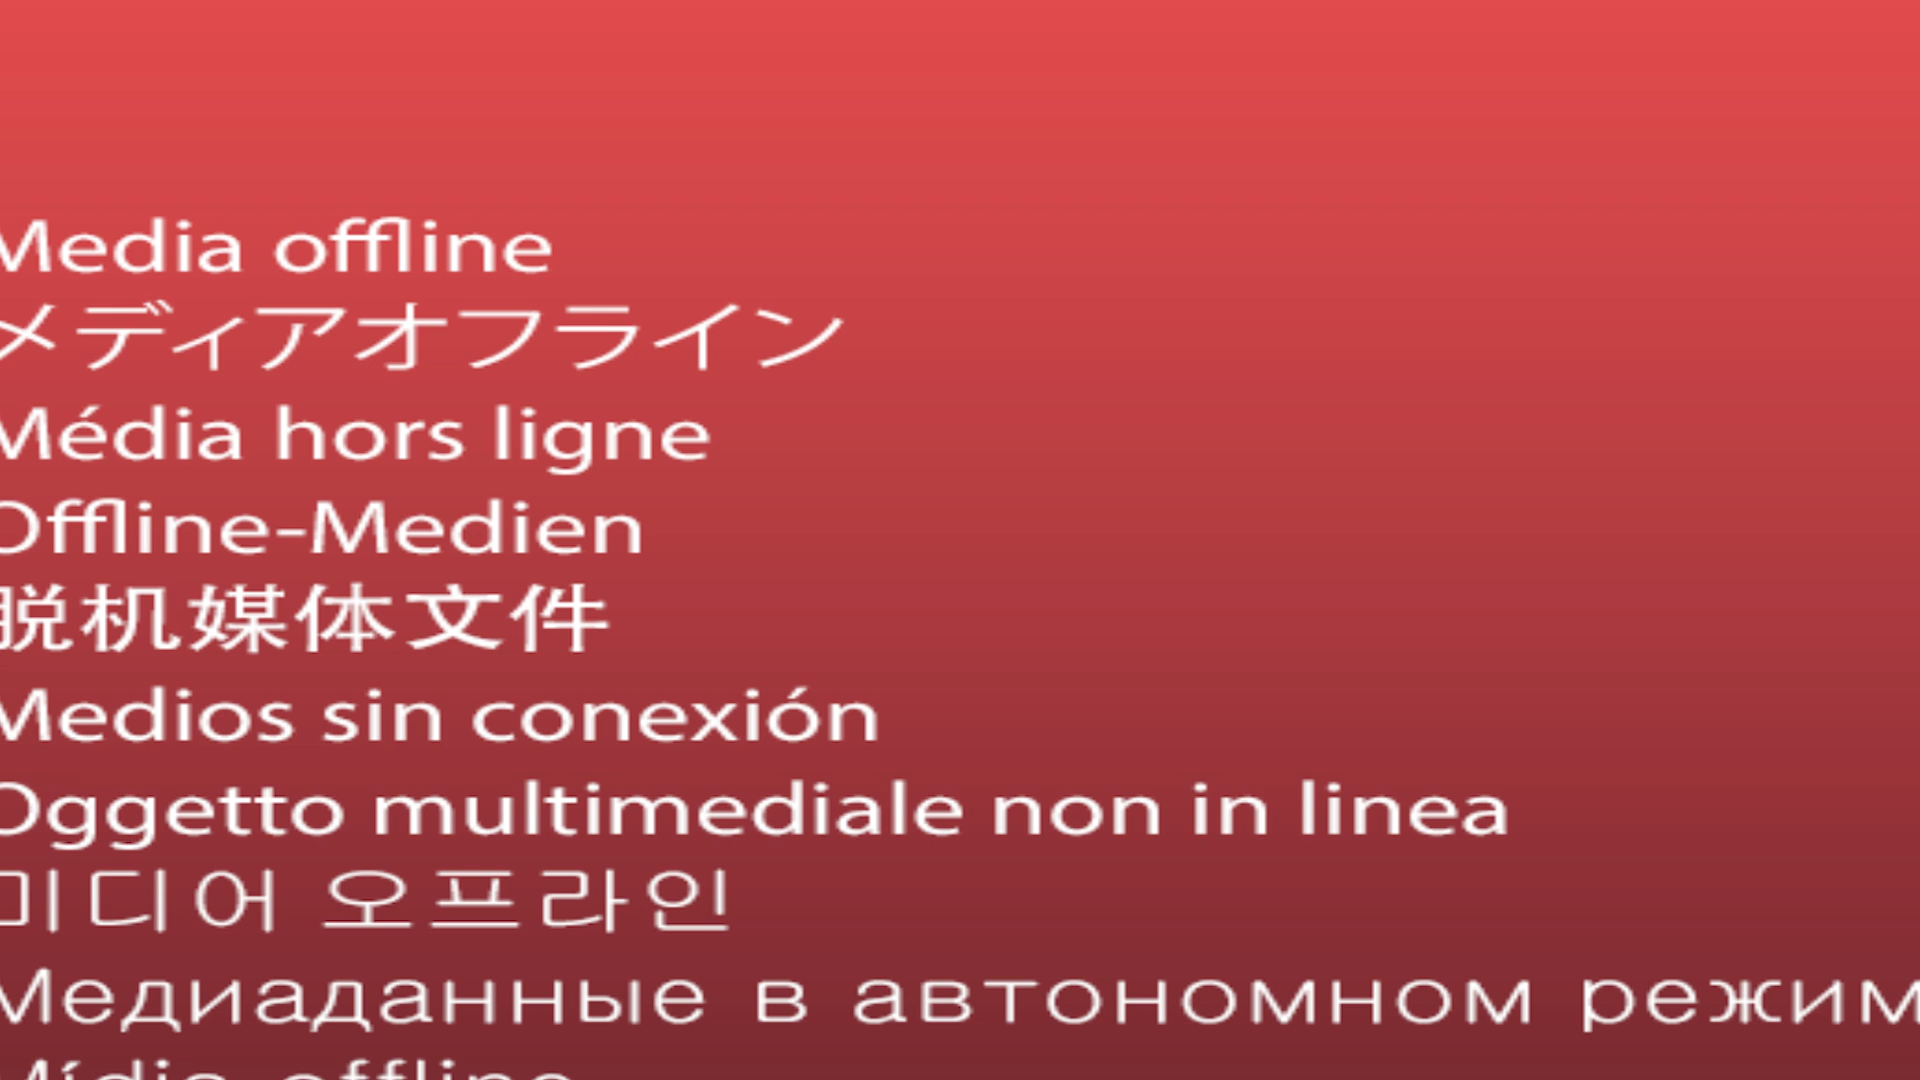 Media offline
メディアオフライン
Média hors ligne
Offline-Medien
脱机媒体文件
Medios sin conexión
Oggetto multimediale non in linea
미디어 오프라인
Медиаданные в автономном режим
Mídia offline